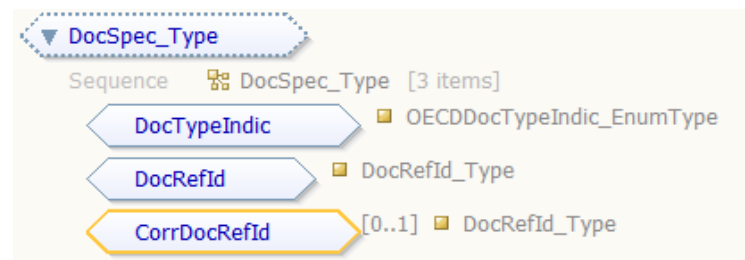 DocSpec_Type
Sequence DocSpec_Type [3 items]
DocTypeIndic OECDDocTypeIndic_EnumType
DocRefId DocRefId_Type
CorrDocRefId [0..1] DocRefId_Type